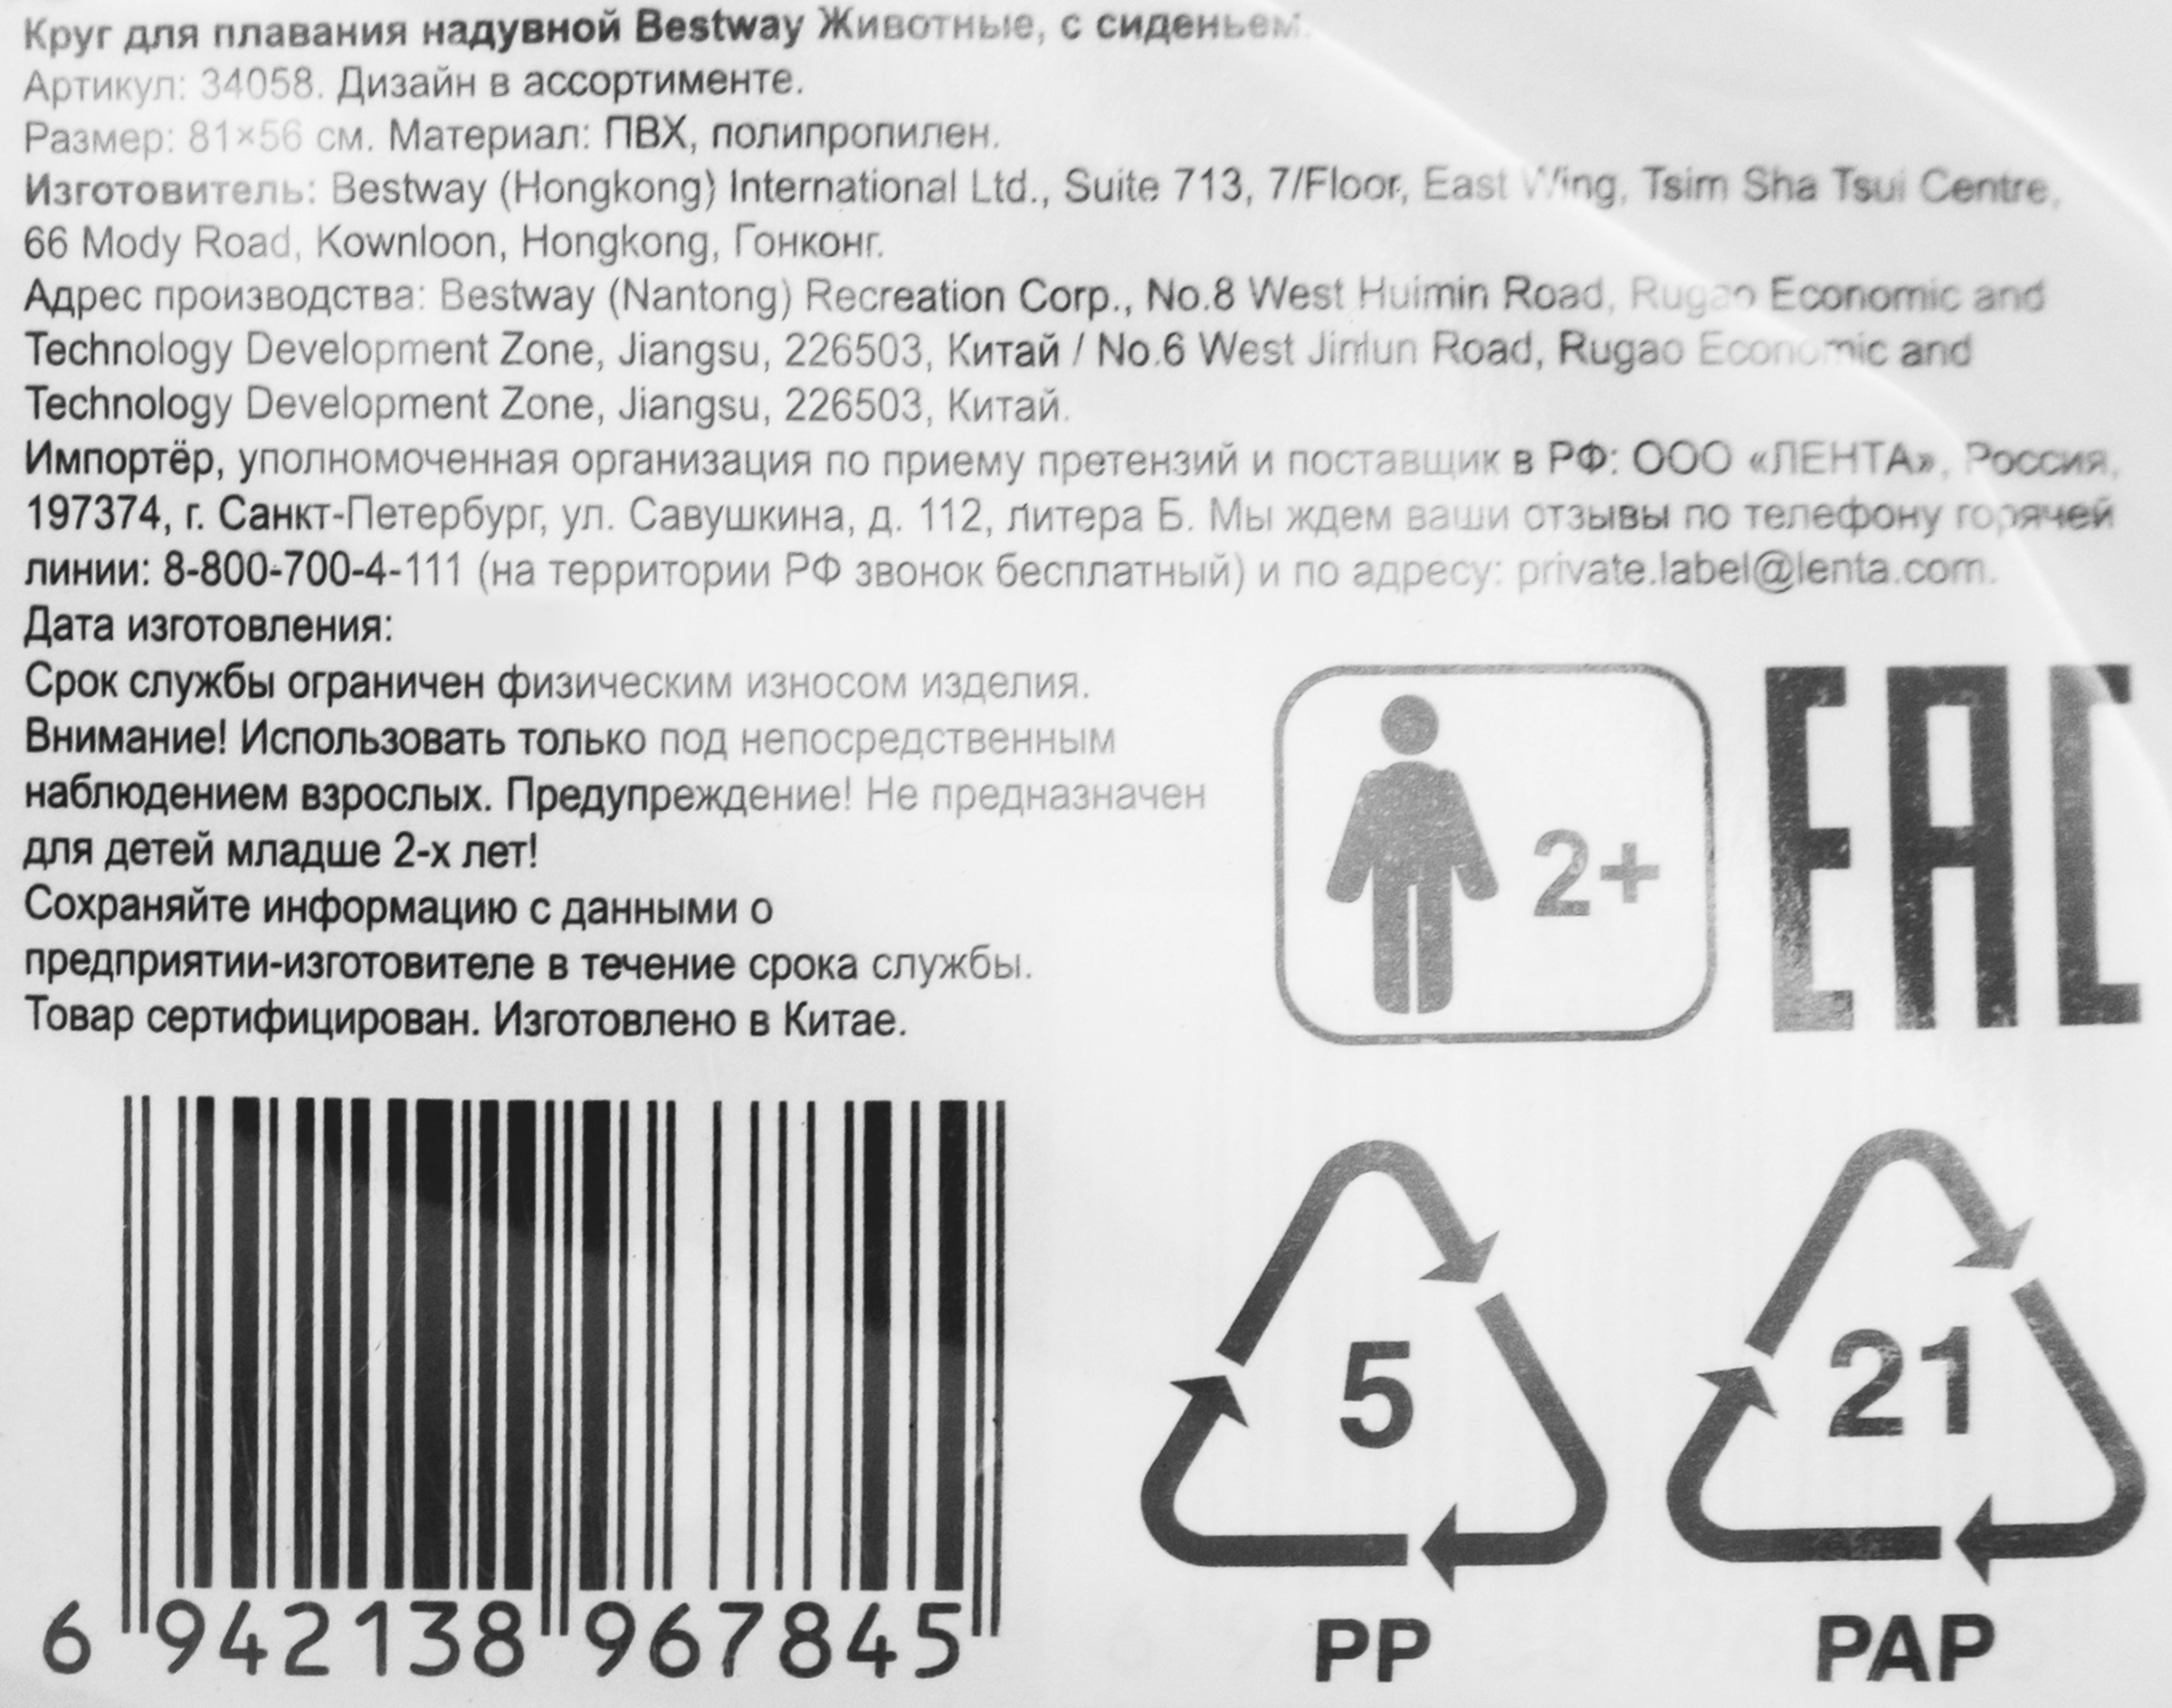 Круг для плавания надувной Bestway Животные, с сиденьем.
Артикул: 34058. Дизайн в ассортименте.
Размер: 81×56 см. Материал: ПВХ, полипропилен.
Изготовитель: Bestway (Hongkong) International Ltd., Suite 713, 7/Floor, East Wing, Tsim Sha Tsui Centre,
66 Mody Road, Kownloon, Hongkong, Гонконг.
Адрес производства: Bestway (Nantong) Recreation Corp., No.8 West Huimin Road, Rugao Economic and
Technology Development Zone, Jiangsu, 226503, Китай / No.6 West Road, Rugao Economic and
Technology Development Zone, Jiangsu, 226503, Китай.
Импортёр, уполномоченная организация по приему претензий и поставщик в РФ: ООО «ЛЕНТА», Россия,
197374, г. Санкт-Петербург, ул. Савушкина, д. 112, литера Б. Мы ждем ваши отзывы по телефону горячей
линии: 8-800-700-4-111 (на территории РФ звонок бесплатный) и по адресу: private.label@lenta.com.
Дата изготовления:
Срок службы ограничен физическим износом изделия.
Внимание! Использовать только под непосредственным
наблюдением взрослых. Предупреждение! Не предназначен
для детей младше 2-х лет!
Сохраняйте информацию с данными о
предприятии-изготовителе в течение срока службы.
Товар сертифицирован. Изготовлено в Китае.
2+
EAC
6 942138 967845
5
PP
21
PAP